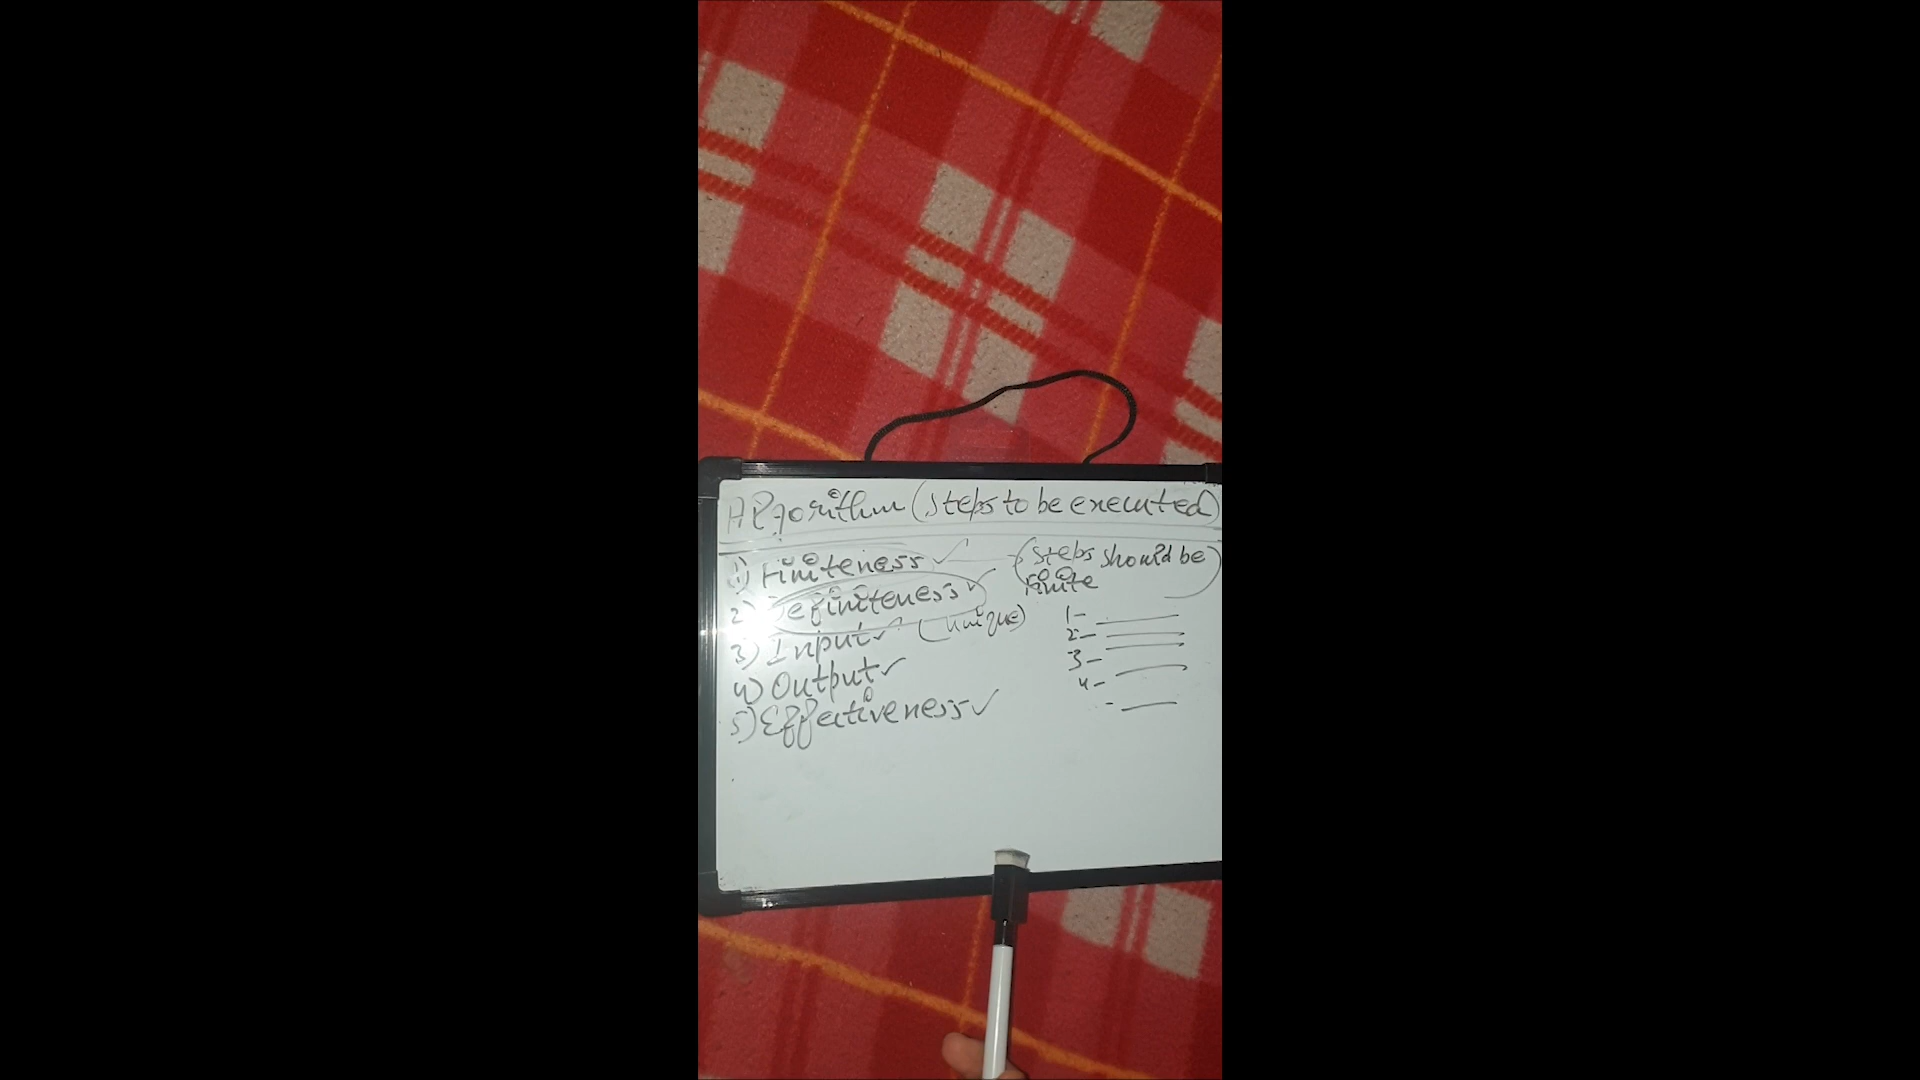 Algorithm (steps to be executed)
1) Finiteness ✓ - (steps should be
finite
2) Definiteness ✓
(unique)
3) Input ✓
4) Output ✓
5) Effectiveness ✓
1-
2-
3-
4-
-